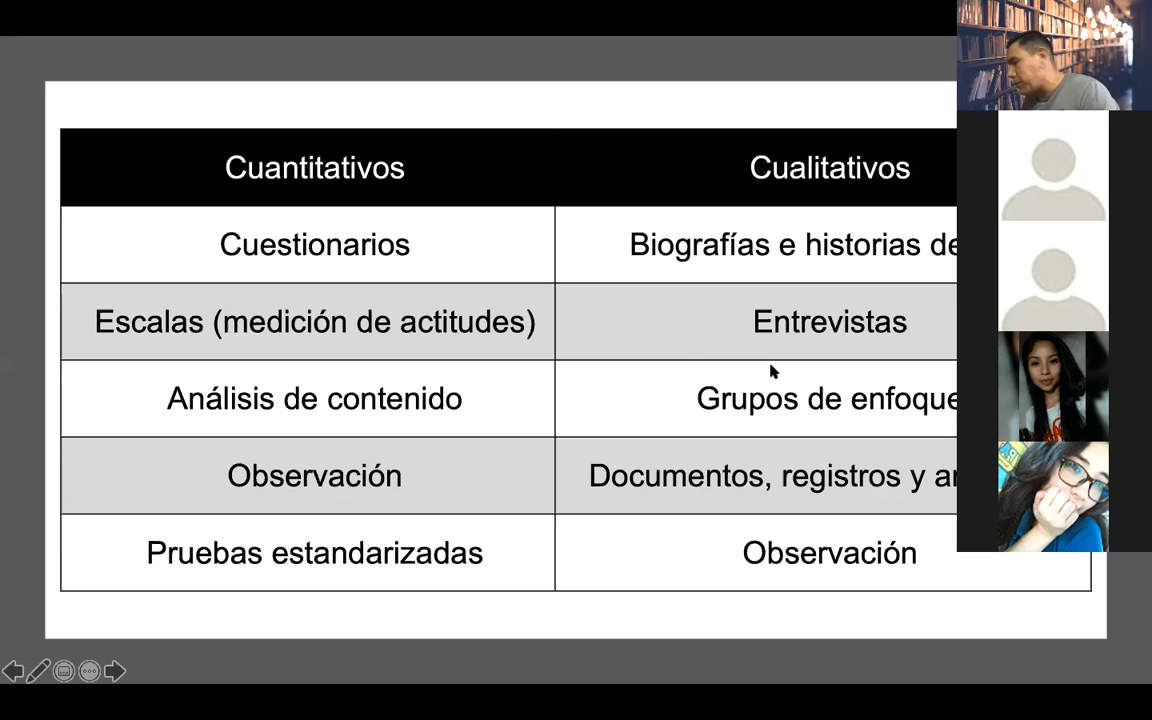 Cuantitativos Cualitativos
Cuestionarios Biografías e historias de
Escalas (medición de actitudes) Entrevistas
Análisis de contenido Grupos de enfoque
Observación Documentos, registros y
Pruebas estandarizadas Observación